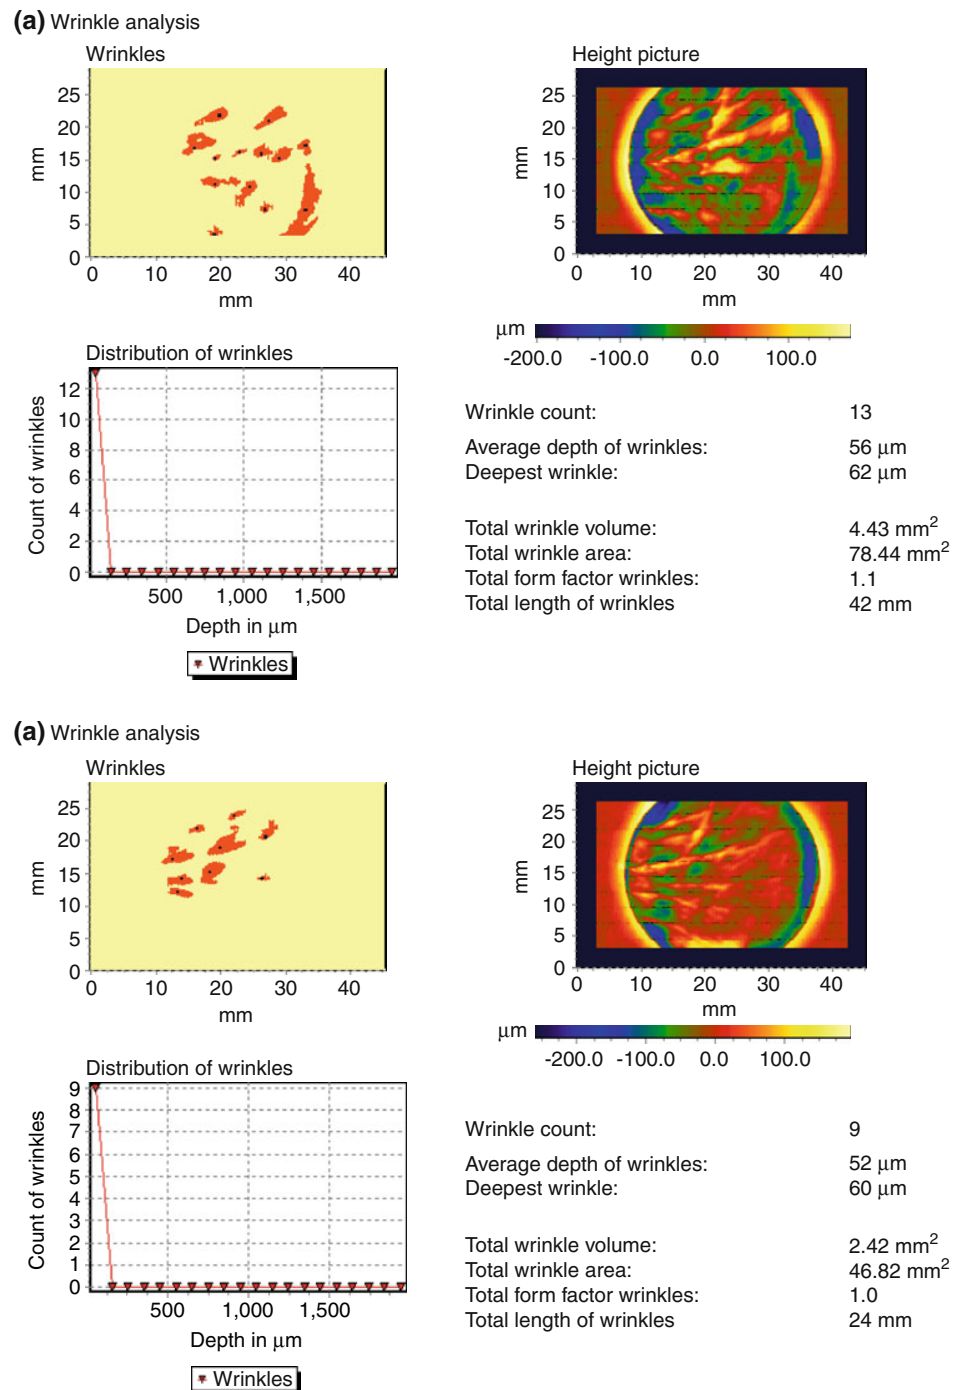 (a) Wrinkle analysis
Wrinkles
25
20
15
10
5
0
mm
0 10 20 30 40
mm
Height picture
25
20
15
10
5
0
mm
0 10 20 30 40
mm
µm
-200.0 -100.0 0.0 100.0
Distribution of wrinkles
12
10
8
6
4
2
0
Count of wrinkles
500 1,000 1,500
Depth in µm
Wrinkles
Wrinkle count: 13
Average depth of wrinkles: 56 µm
Deepest wrinkle: 62 µm
Total wrinkle volume: 4.43 mm²
Total wrinkle area: 78.44 mm²
Total form factor wrinkles: 1.1
Total length of wrinkles 42 mm
(a) Wrinkle analysis
Wrinkles
25
20
15
10
5
0
mm
0 10 20 30 40
mm
Height picture
25
20
15
10
5
0
mm
0 10 20 30 40
mm
µm
-200.0 -100.0 0.0 100.0
Distribution of wrinkles
9
8
7
6
5
4
3
2
1
0
Count of wrinkles
500 1,000 1,500
Depth in µm
Wrinkles
Wrinkle count: 9
Average depth of wrinkles: 52 µm
Deepest wrinkle: 60 µm
Total wrinkle volume: 2.42 mm²
Total wrinkle area: 46.82 mm²
Total form factor wrinkles: 1.0
Total length of wrinkles 24 mm